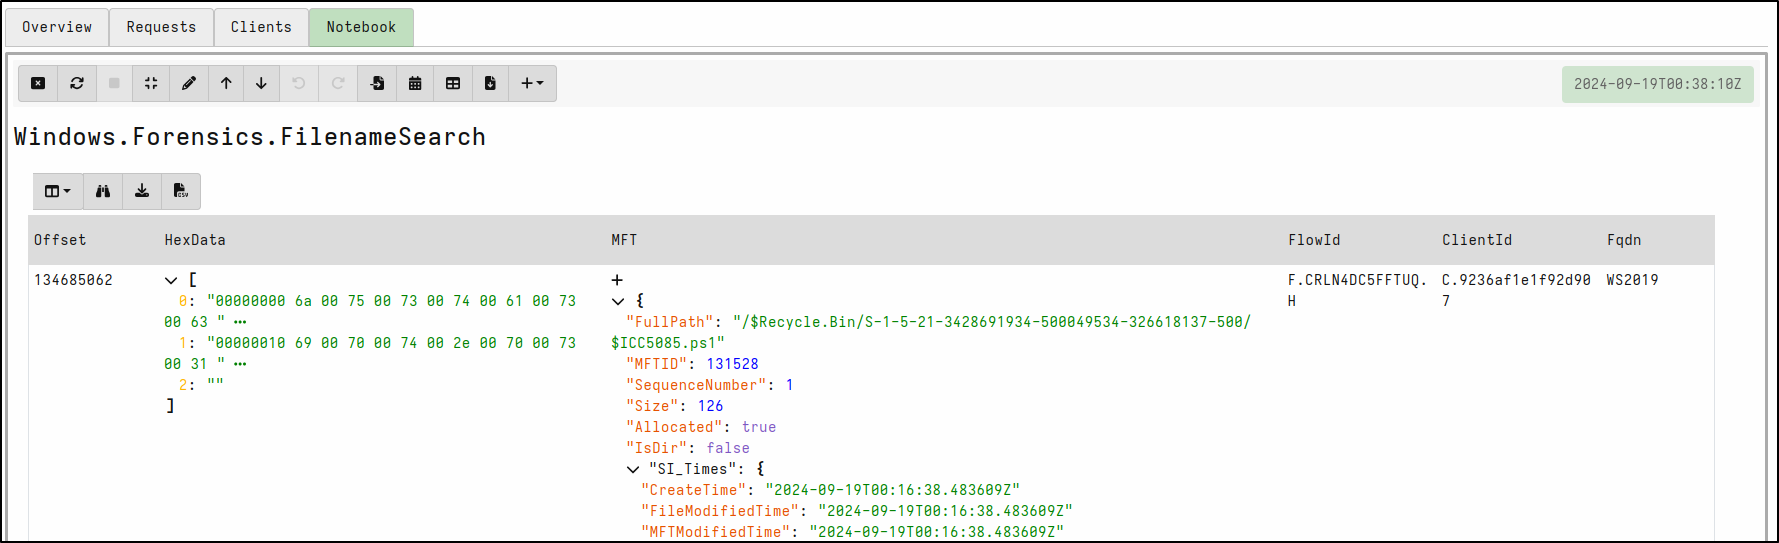 Overview Requests Clients Notebook
2024-09-19T00:38:10Z
Windows.Forensics.FilenameSearch
Offset HexData MFT FlowId ClientId Fqdn
134685062 [ + F.CRLN4DC5FFTUQ. C.9236af1e1f92d90 WS2019
0: "00000000 6a 00 75 00 73 00 74 00 61 00 73 { H 7
00 63 " ••• "FullPath": "/$Recycle.Bin/S-1-5-21-3428691934-500049534-326618137-500/
1: "00000010 69 00 70 00 74 00 2e 00 70 00 73 $ICC5085.ps1"
00 31 " ••• "MFTID": 131528
2: "" "SequenceNumber": 1
] "Size": 126
"Allocated": true
"IsDir": false
"SI_Times": {
"CreateTime": "2024-09-19T00:16:38.483609Z"
"FileModifiedTime": "2024-09-19T00:16:38.483609Z"
"MFTModifiedTime": "2024-09-19T00:16:38.483609Z"